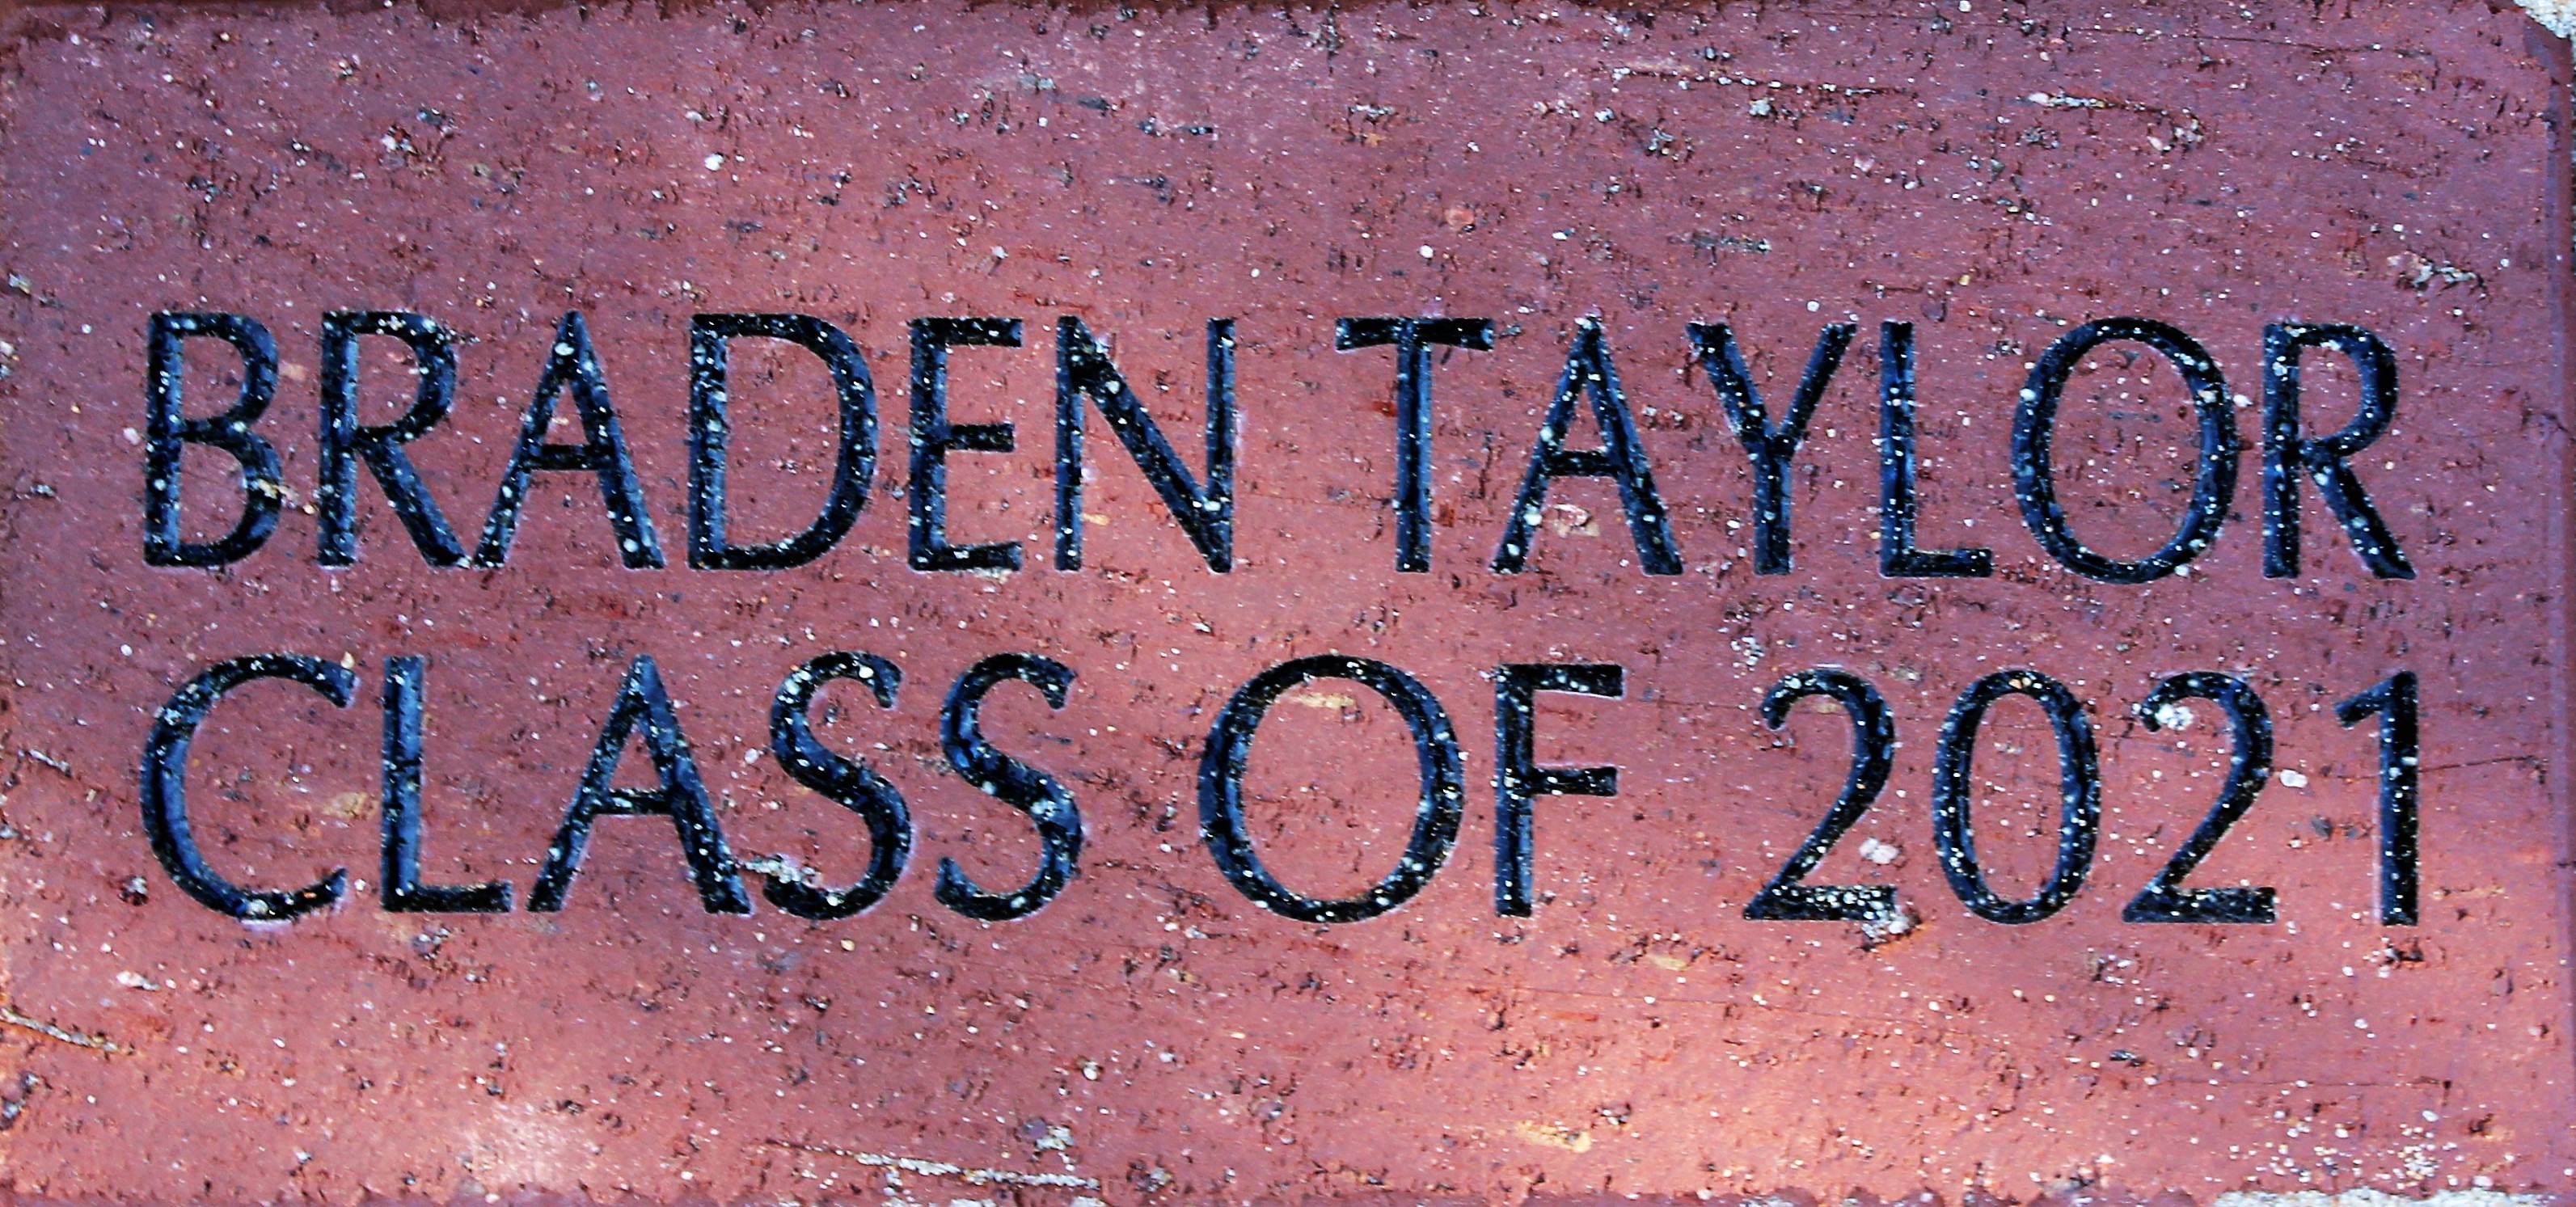 BRADEN TAYLOR
CLASS OF 2021